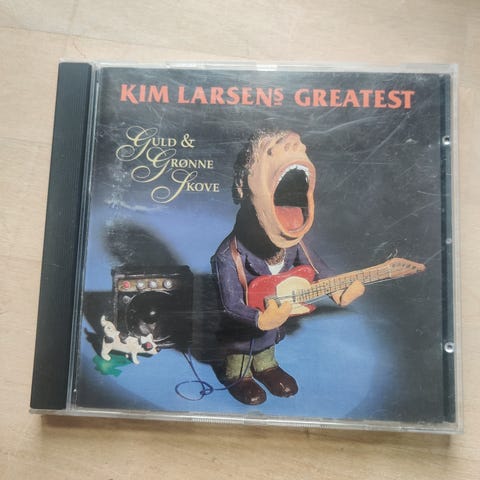 KIM LARSENS GREATEST
GULD &
GRØNNE
SKOVE